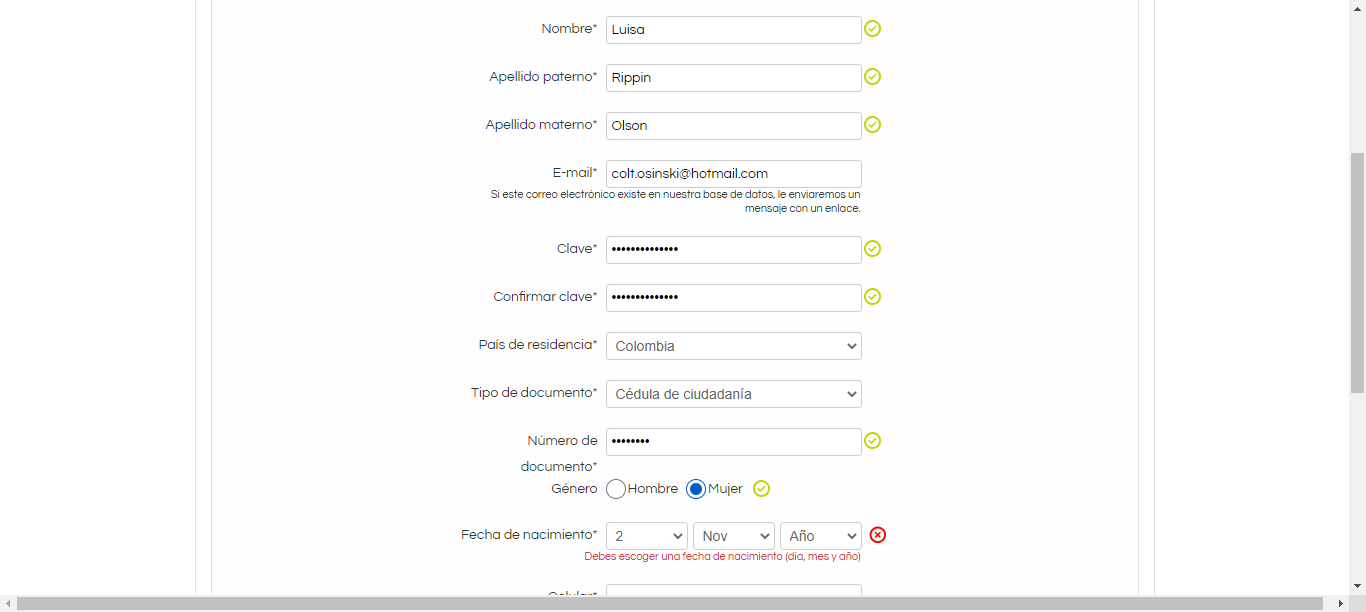 Nombre* Luisa
Apellido paterno* Rippin
Apellido materno* Olson
E-mail* colt.osinski@hotmail.com
Si este correo electrónico existe en nuestra base de datos, le enviaremos un
mensaje con un enlace.
Clave* ••••••••••••••
Confirmar clave* ••••••••••••••
País de residencia* Colombia
Tipo de documento* Cédula de ciudadanía
Número de ••••••••
documento*
Género Hombre Mujer
Fecha de nacimiento* 2 Nov Año
Debes escoger una fecha de nacimiento (día, mes y año)
Celular*